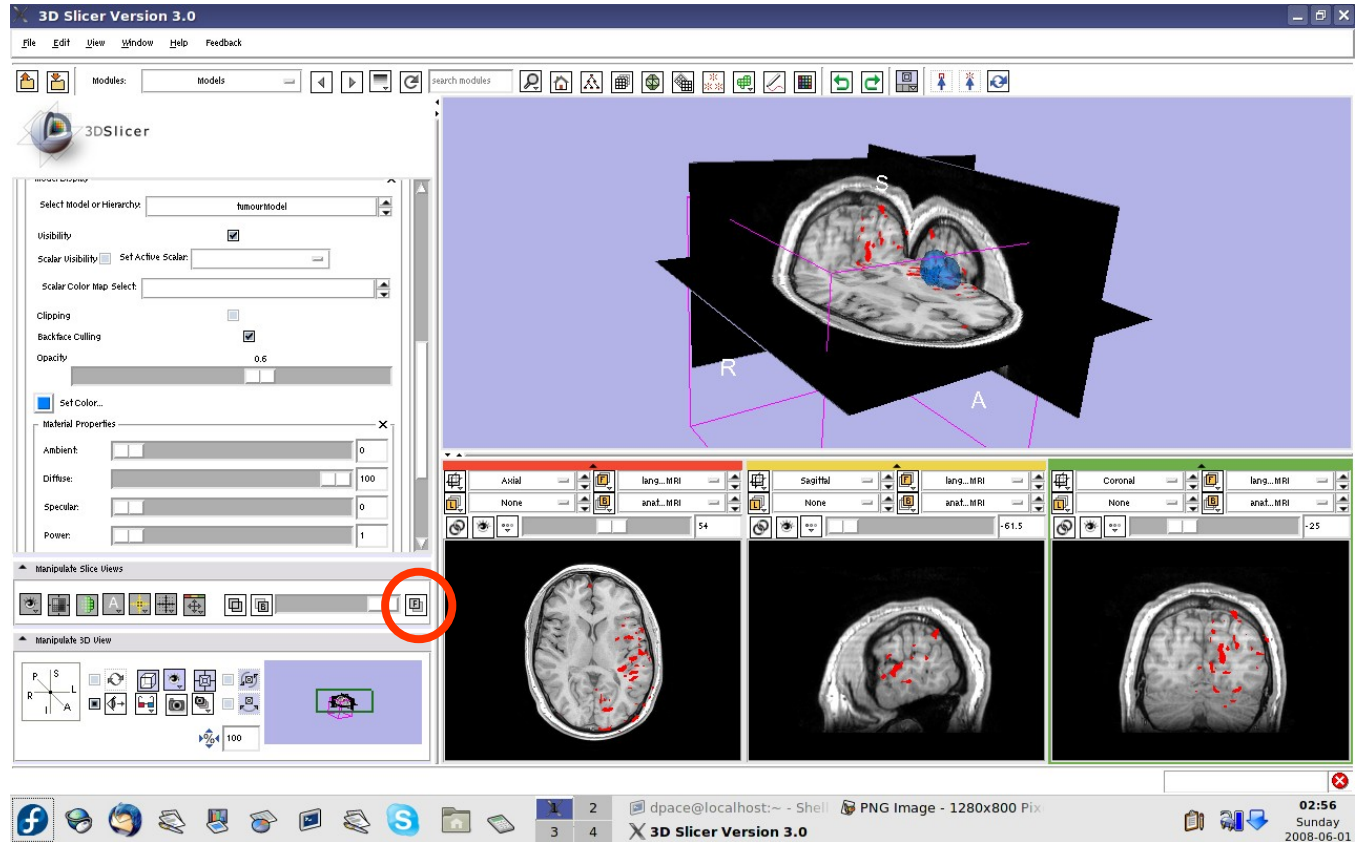 3D Slicer Version 3.0
File Edit View Window Help Feedback
Modules: Models search modules
3DSlicer
Model Display
Select Model or Hierarchy: tumourModel
Visibility
Scalar Visibility Set Active Scalar:
Scalar Color Map Select:
Clipping
Backface Culling
Opacity 0.6
Set Color...
Material Properties
Ambient: 0
Diffuse: 100
Specular: 0
Power: 1
Manipulate Slice Views
A B F
Manipulate 3D View
P S
R L
I A
% 100
S
R
A
Axial F lang...MRI
L None B anat...MRI
54
Sagittal F lang...MRI
L None B anat...MRI
-61.5
Coronal F lang...MRI
L None B anat...MRI
-25
1 2 dpace@localhost:~ - Shell PNG Image - 1280x800 Pix
3 4 3D Slicer Version 3.0
02:56
Sunday
2008-06-01